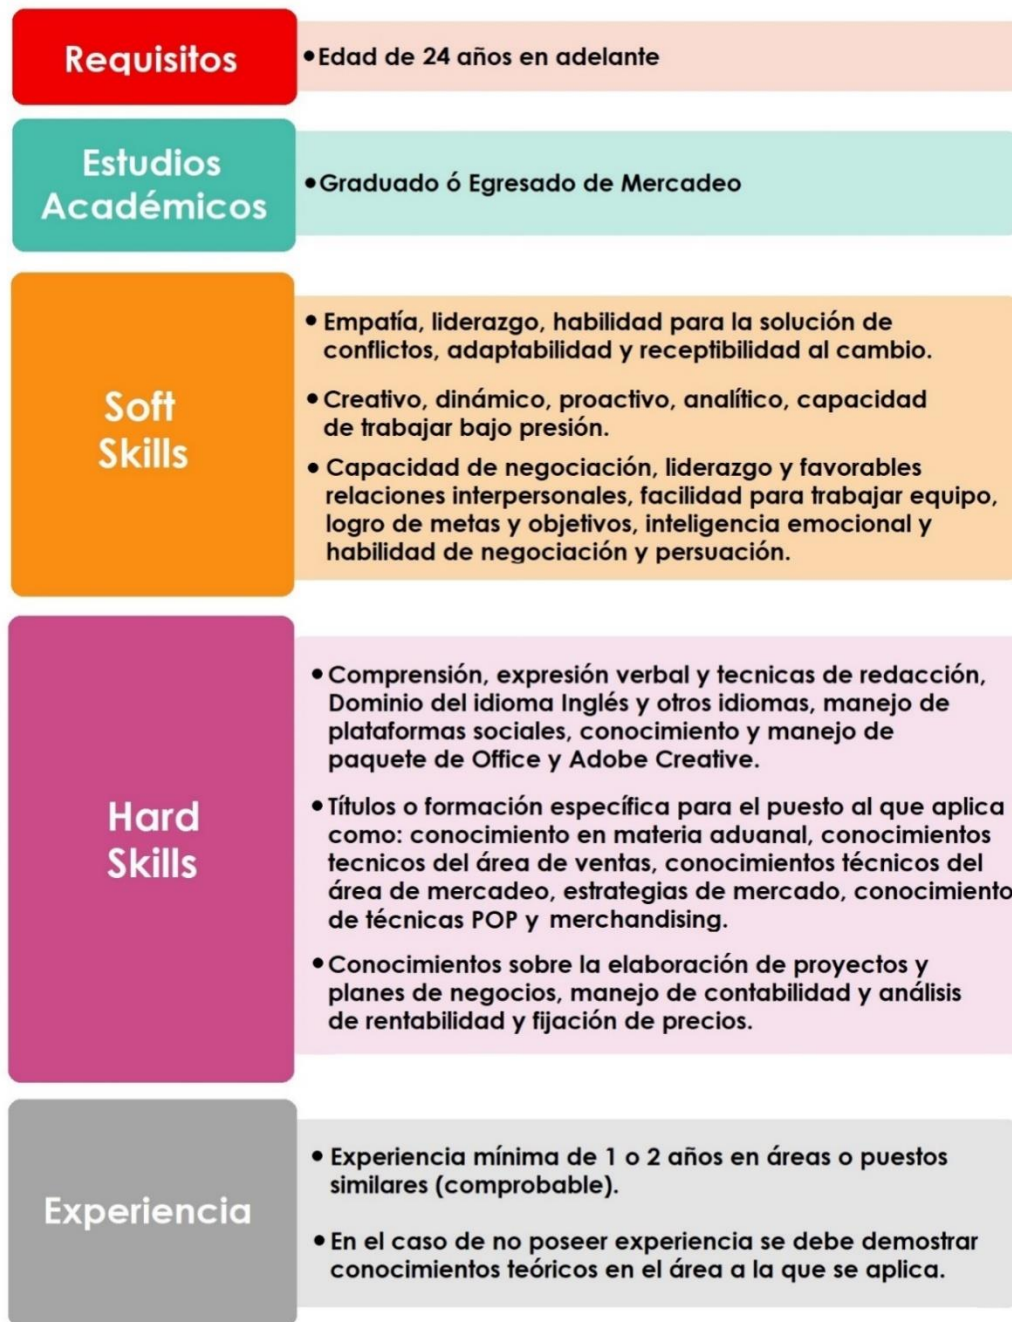 Requisitos
• Edad de 24 años en adelante
Estudios
Académicos
• Graduado ó Egresado de Mercadeo
Soft
Skills
• Empatía, liderazgo, habilidad para la solución de
conflictos, adaptabilidad y receptibilidad al cambio.
• Creativo, dinámico, proactivo, analítico, capacidad
de trabajar bajo presión.
• Capacidad de negociación, liderazgo y favorables
relaciones interpersonales, facilidad para trabajar equipo,
logro de metas y objetivos, inteligencia emocional y
habilidad de negociación y persuación.
Hard
Skills
• Comprensión, expresión verbal y tecnicas de redacción,
Dominio del idioma Inglés y otros idiomas, manejo de
plataformas sociales, conocimiento y manejo de
paquete de Office y Adobe Creative.
• Títulos o formación específica para el puesto al que aplica
como: conocimiento en materia aduanal, conocimientos
tecnicos del área de ventas, conocimientos técnicos del
área de mercadeo, estrategias de mercado, conocimiento
de técnicas POP y merchandising.
• Conocimientos sobre la elaboración de proyectos y
planes de negocios, manejo de contabilidad y análisis
de rentabilidad y fijación de precios.
Experiencia
• Experiencia mínima de 1 o 2 años en áreas o puestos
similares (comprobable).
• En el caso de no poseer experiencia se debe demostrar
conocimientos teóricos en el área a la que se aplica.